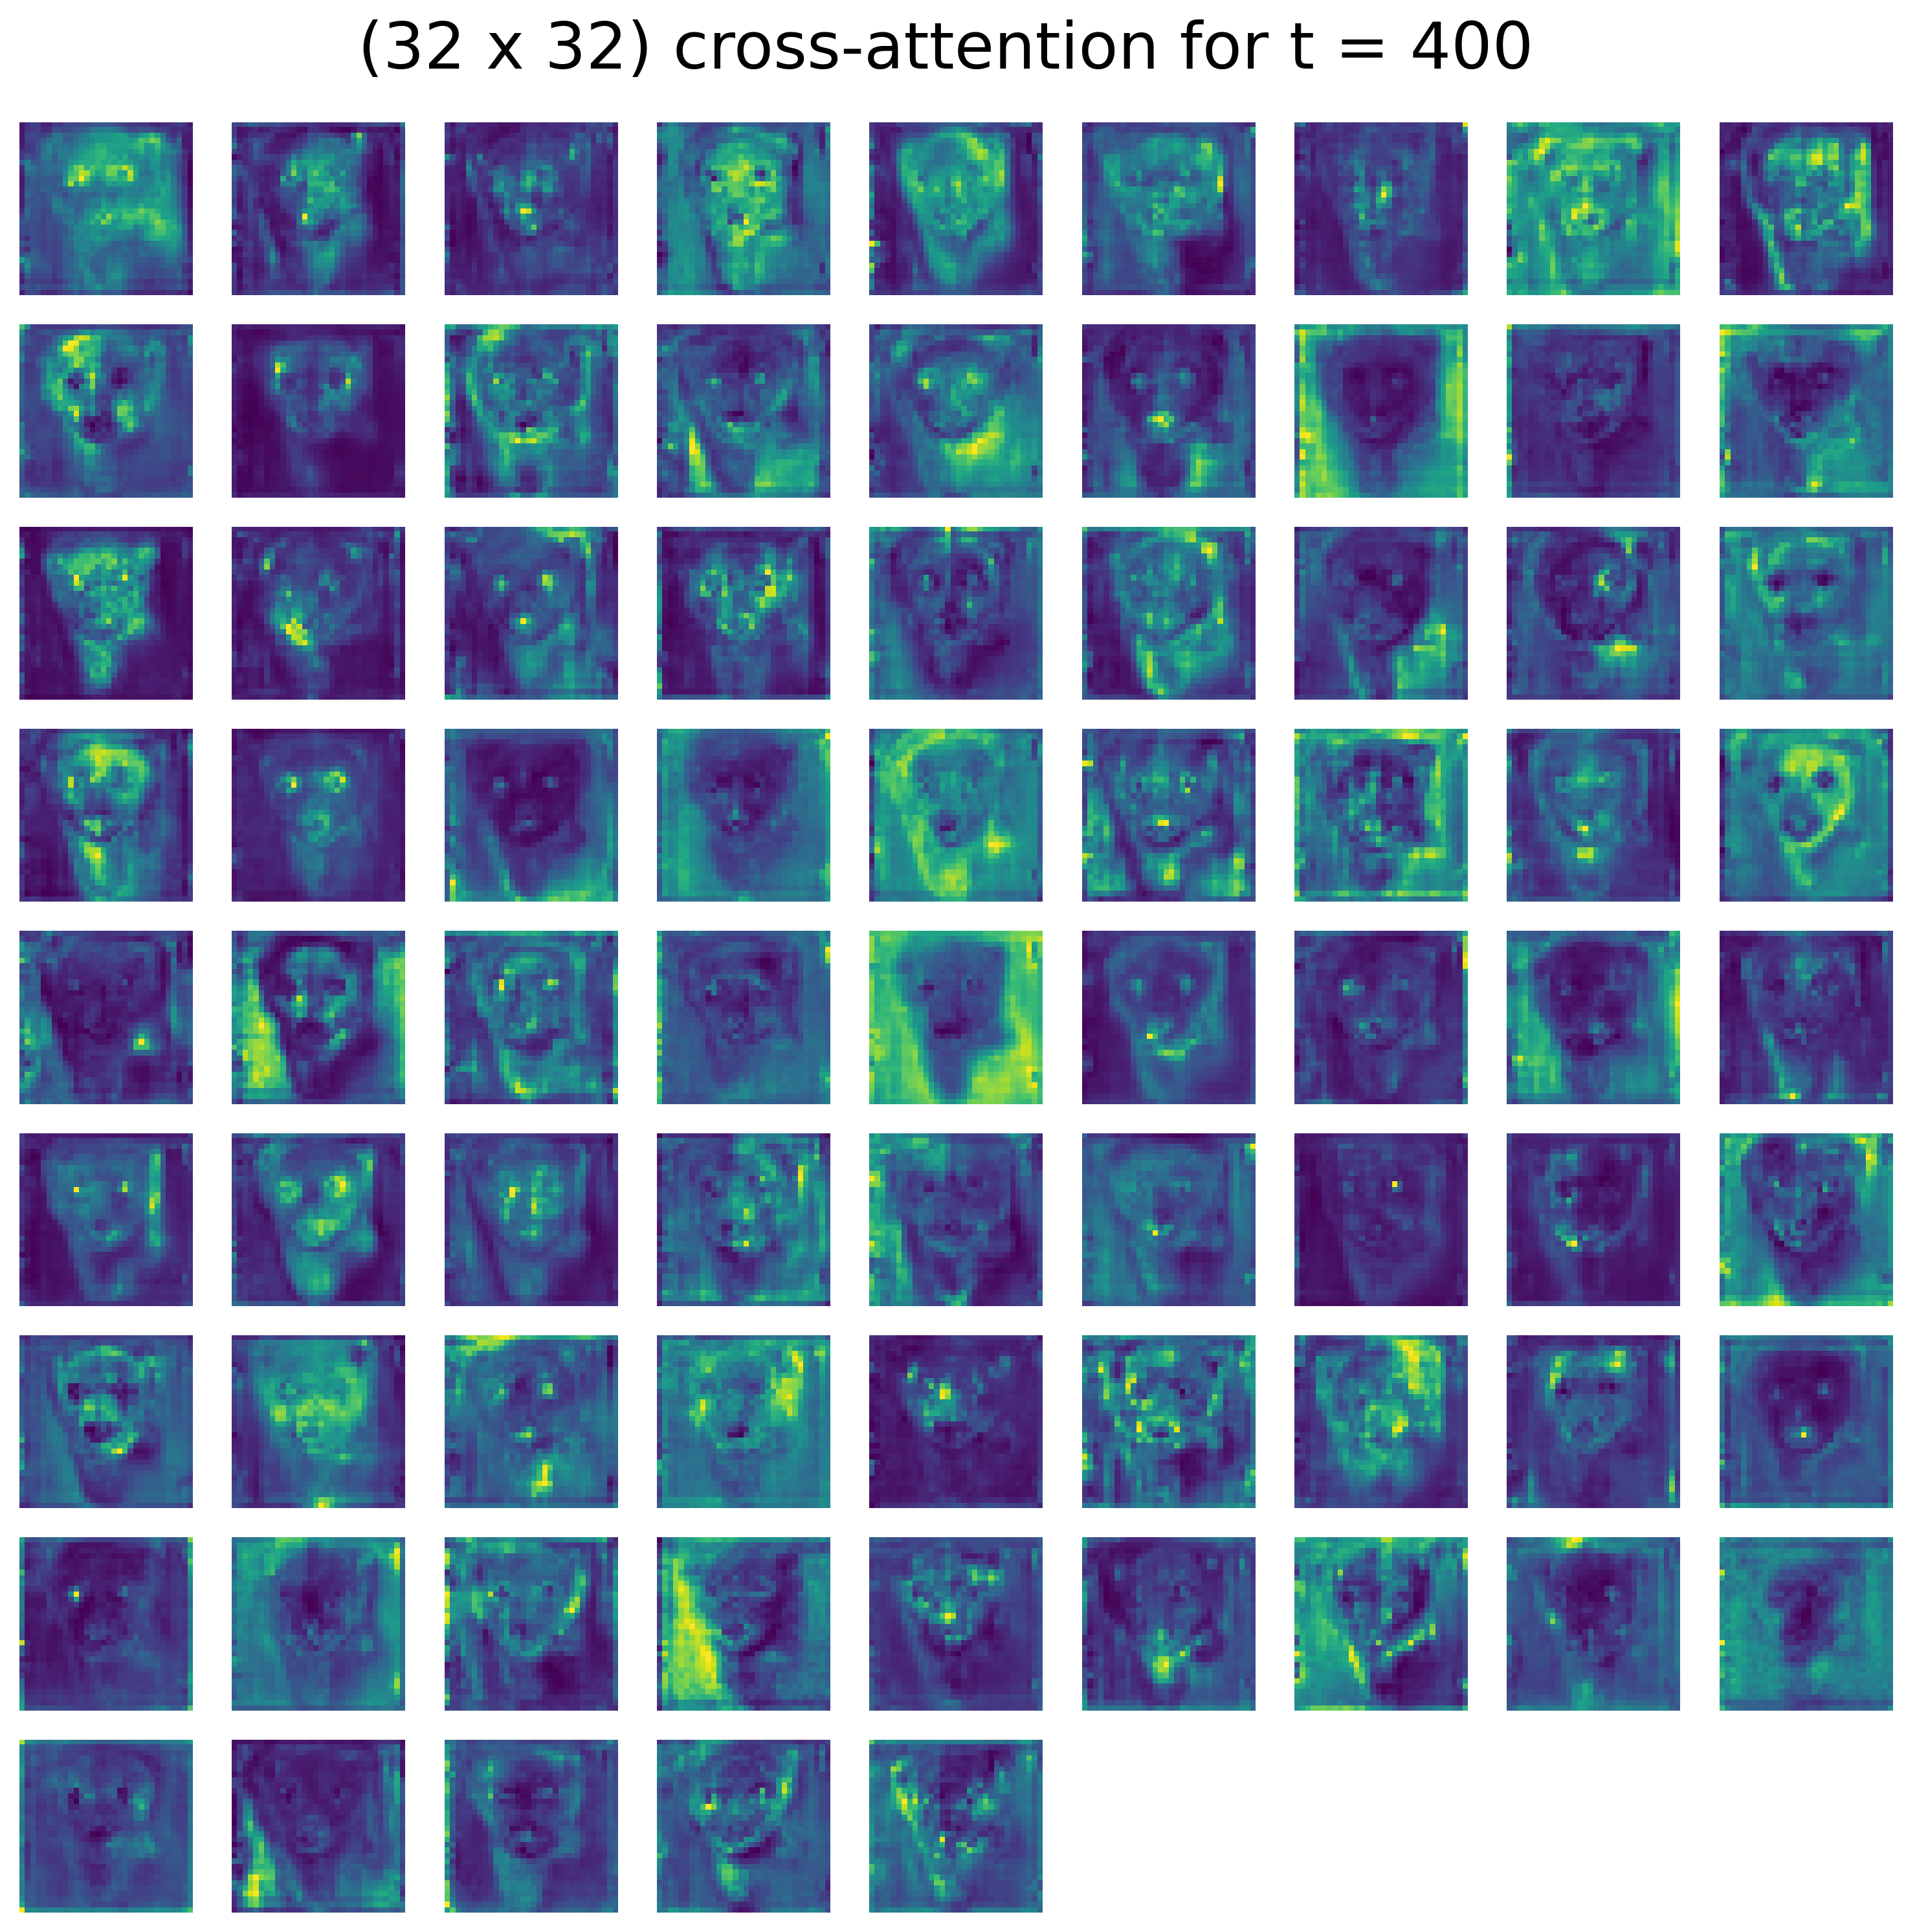 (32 x 32) cross-attention for t = 400